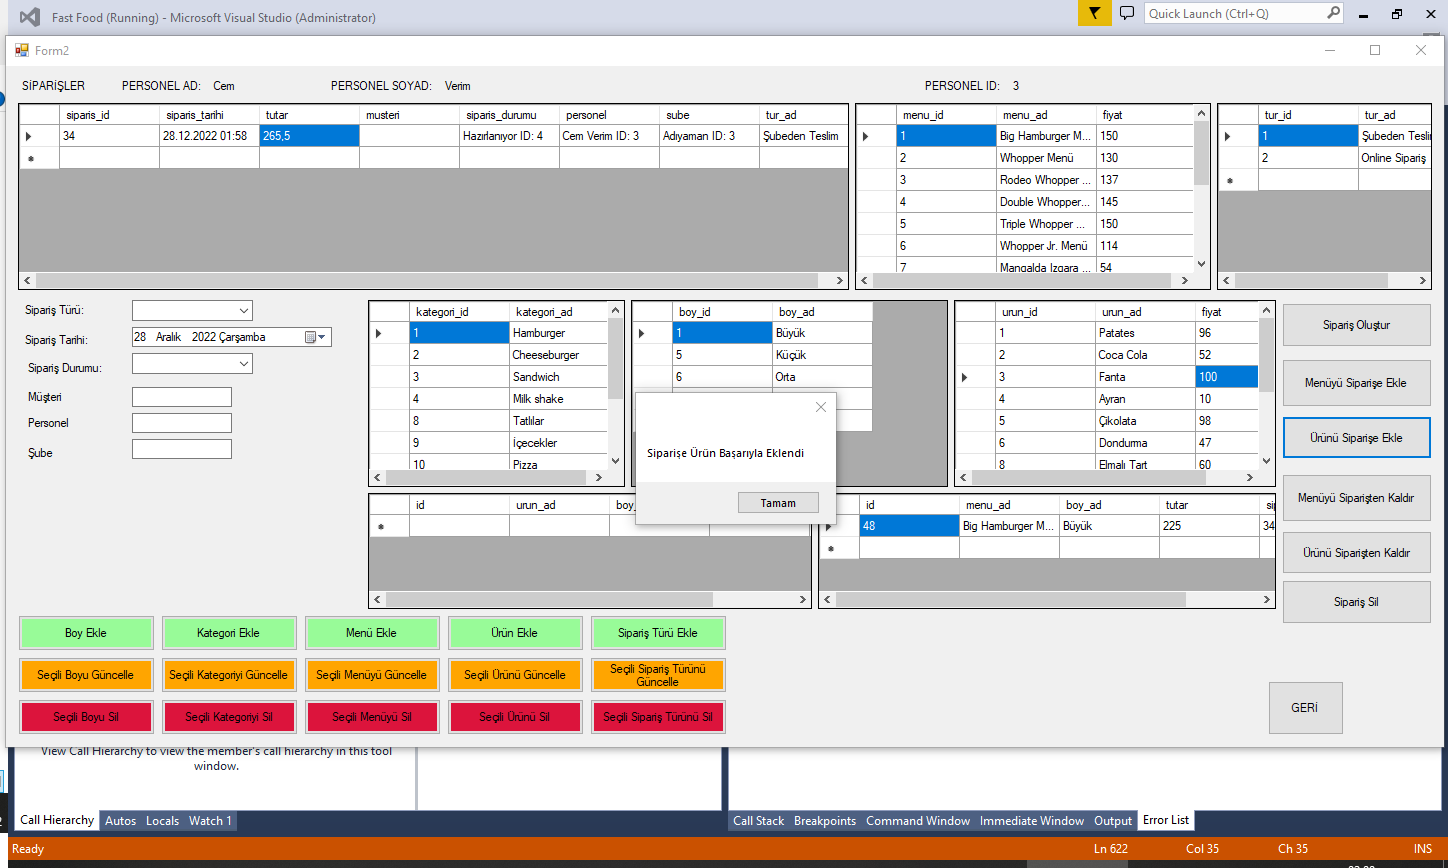 Fast Food (Running) - Microsoft Visual Studio (Administrator)
Quick Launch (Ctrl+Q)
Form2
SİPARİŞLER PERSONEL AD: Cem PERSONEL SOYAD: Verim PERSONEL ID: 3
siparis_id siparis_tarihi tutar musteri siparis_durumu personel sube tur_ad
34 28.12.2022 01:58 265,5 Hazırlanıyor ID: 4 Cem Verim ID: 3 Adıyaman ID: 3 Şubeden Teslim
menu_id menu_ad fiyat
1 Big Hamburger M... 150
2 Whopper Menü 130
3 Rodeo Whopper ... 137
4 Double Whopper... 145
5 Triple Whopper ... 150
6 Whopper Jr. Menü 114
7 Mangalda Izgara ... 54
tur_id tur_ad
1 Şubeden Teslim
2 Online Sipariş
Sipariş Türü:
Sipariş Tarihi: 28 Aralık 2022 Çarşamba
Sipariş Durumu:
Müşteri
Personel
Şube
kategori_id kategori_ad
1 Hamburger
2 Cheeseburger
3 Sandwich
4 Milk shake
8 Tatlılar
9 İçecekler
10 Pizza
boy_id boy_ad
1 Büyük
5 Küçük
6 Orta
urun_id urun_ad fiyat
1 Patates 96
2 Coca Cola 52
3 Fanta 100
4 Ayran 10
5 Çikolata 98
6 Dondurma 47
8 Elmalı Tart 60
Sipariş Oluştur
Menüyü Siparişe Ekle
Ürünü Siparişe Ekle
Menüyü Siparişten Kaldır
Ürünü Siparişten Kaldır
Sipariş Sil
Siparişe Ürün Başarıyla Eklendi
Tamam
id urun_ad boy_
id menu_ad boy_ad tutar sip
48 Big Hamburger M... Büyük 225 34
Boy Ekle Kategori Ekle Menü Ekle Ürün Ekle Sipariş Türü Ekle
Seçili Boyu Güncelle Seçili Kategoriyi Güncelle Seçili Menüyü Güncelle Seçili Ürünü Güncelle Seçili Sipariş Türünü
Güncelle
Seçili Boyu Sil Seçili Kategoriyi Sil Seçili Menüyü Sil Seçili Ürünü Sil Seçili Sipariş Türünü Sil
GERİ
View Call Hierarchy to view the member's call hierarchy in this tool
window.
Call Hierarchy Autos Locals Watch 1
Call Stack Breakpoints Command Window Immediate Window Output Error List
Ready Ln 622 Col 35 Ch 35 INS